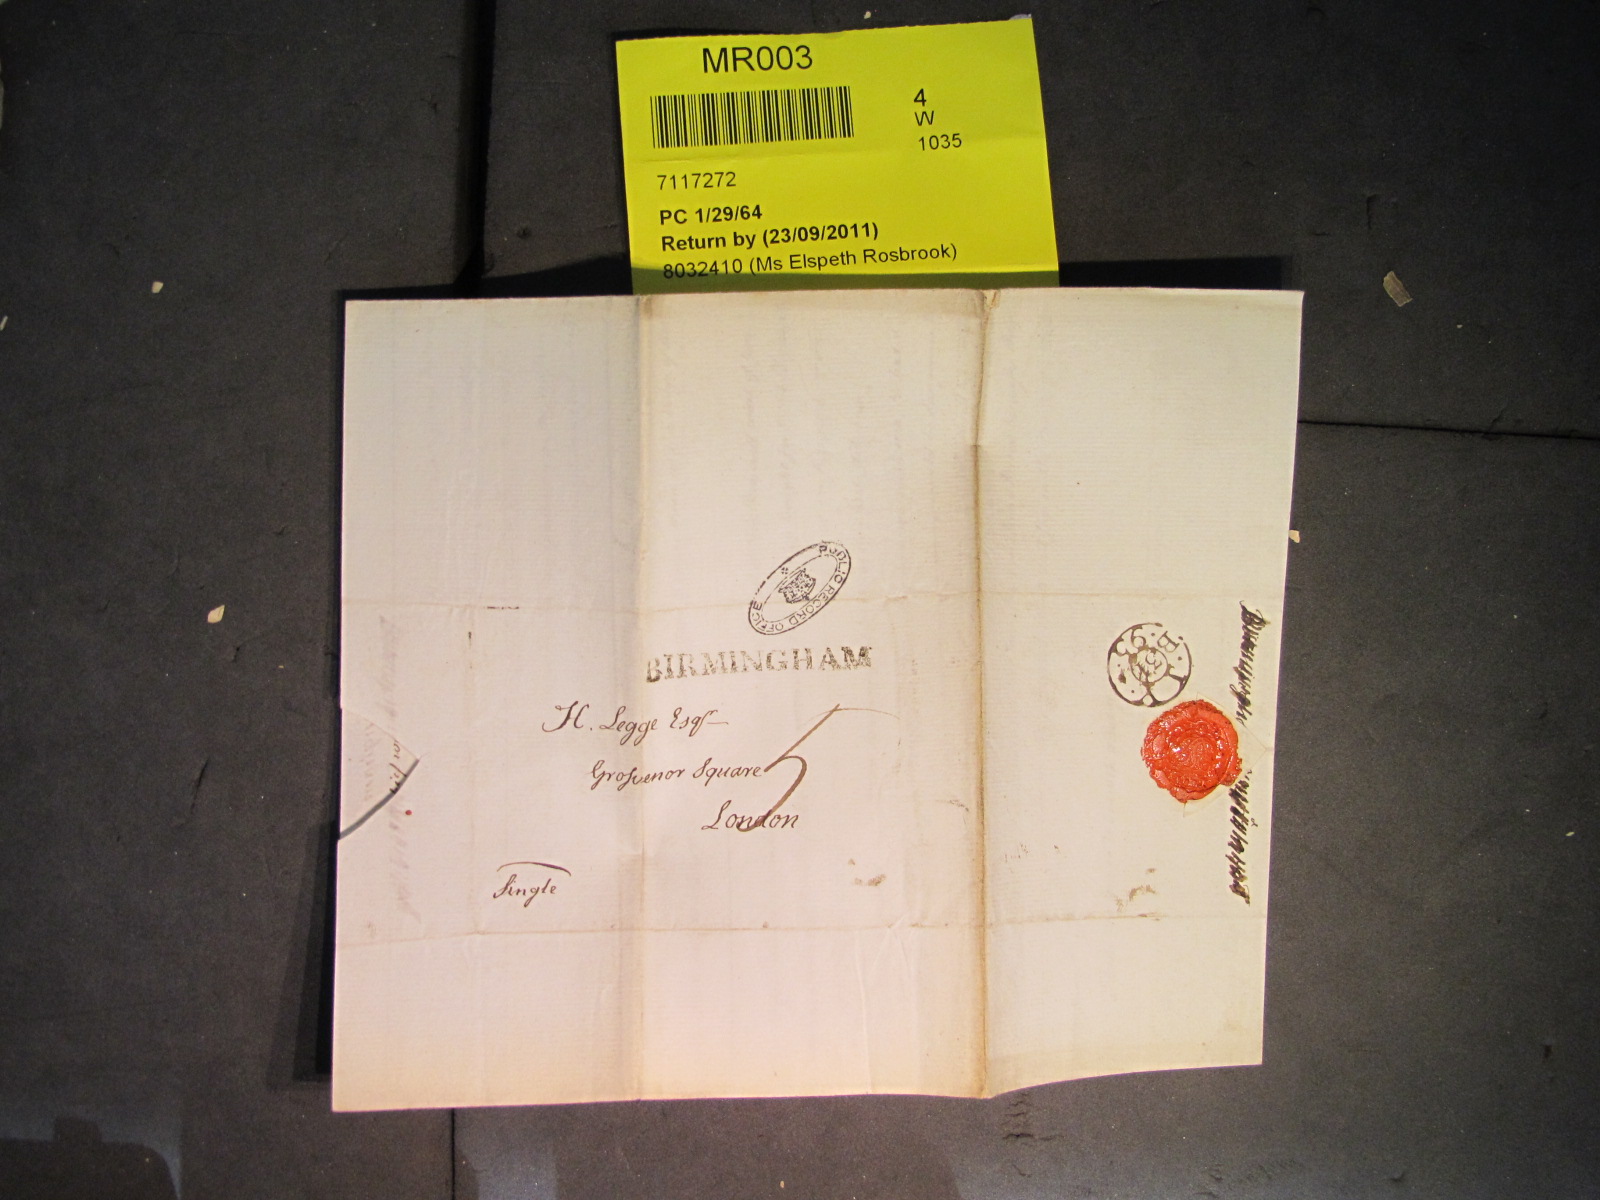 MR003
4
W
1035
7117272
PC 1/29/64
Return by (23/09/2011)
8032410 (Ms Elspeth Rosbrook)
PUBLIC RECORD OFFICE
BIRMINGHAM
H. Legge Esqr
Grosvenor Square
5
London
Single